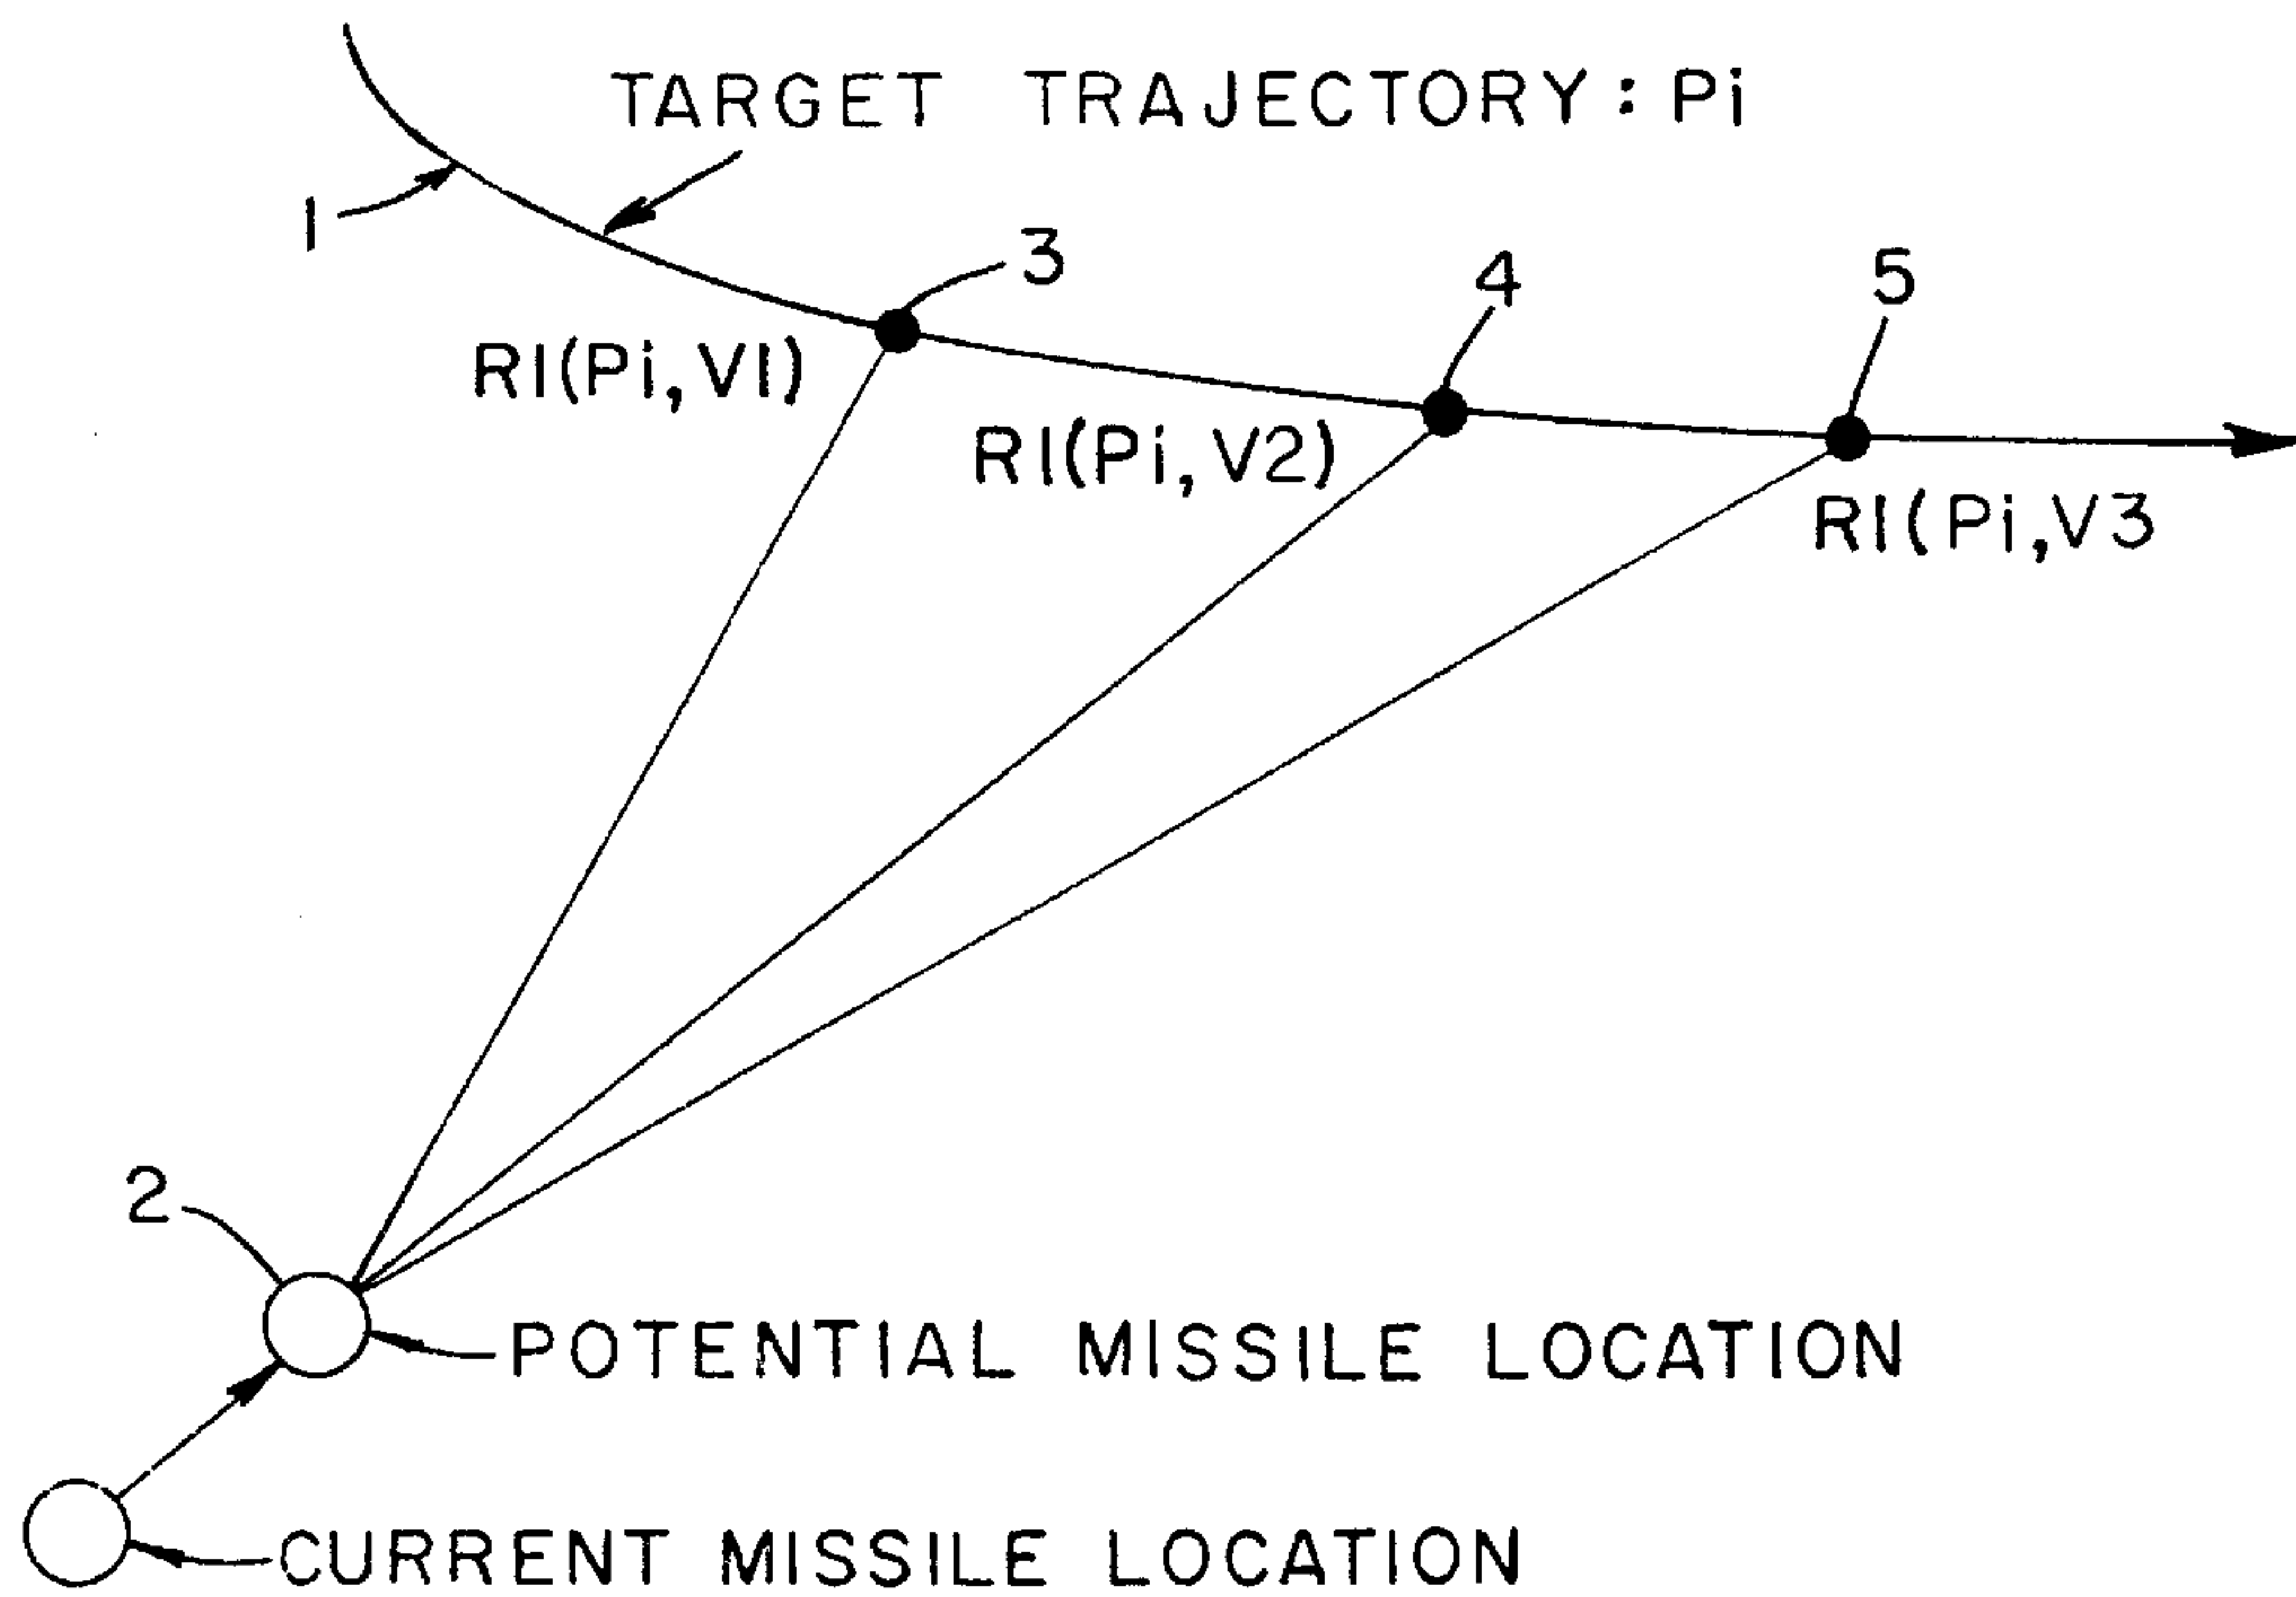 TARGET TRAJECTORY: Pi
1
3
4
5
RI(Pi,VI)
RI(Pi,V2)
RI(Pi,V3
2
POTENTIAL MISSILE LOCATION
CURRENT MISSILE LOCATION